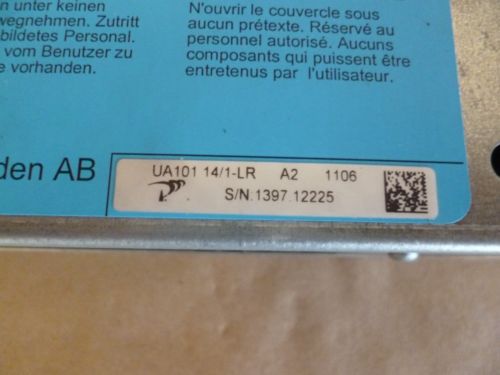 n unter keinen
wegnehmen. Zutritt
bildetes Personal.
vom Benutzer zu
e vorhanden.
N'ouvrir le couvercle sous
aucun prétexte. Réservé au
personnel autorisé. Aucuns
composants qui puissent être
entretenus par l'utilisateur.
den AB
UA101 14/1-LR A2 1106
S/N.1397.12225